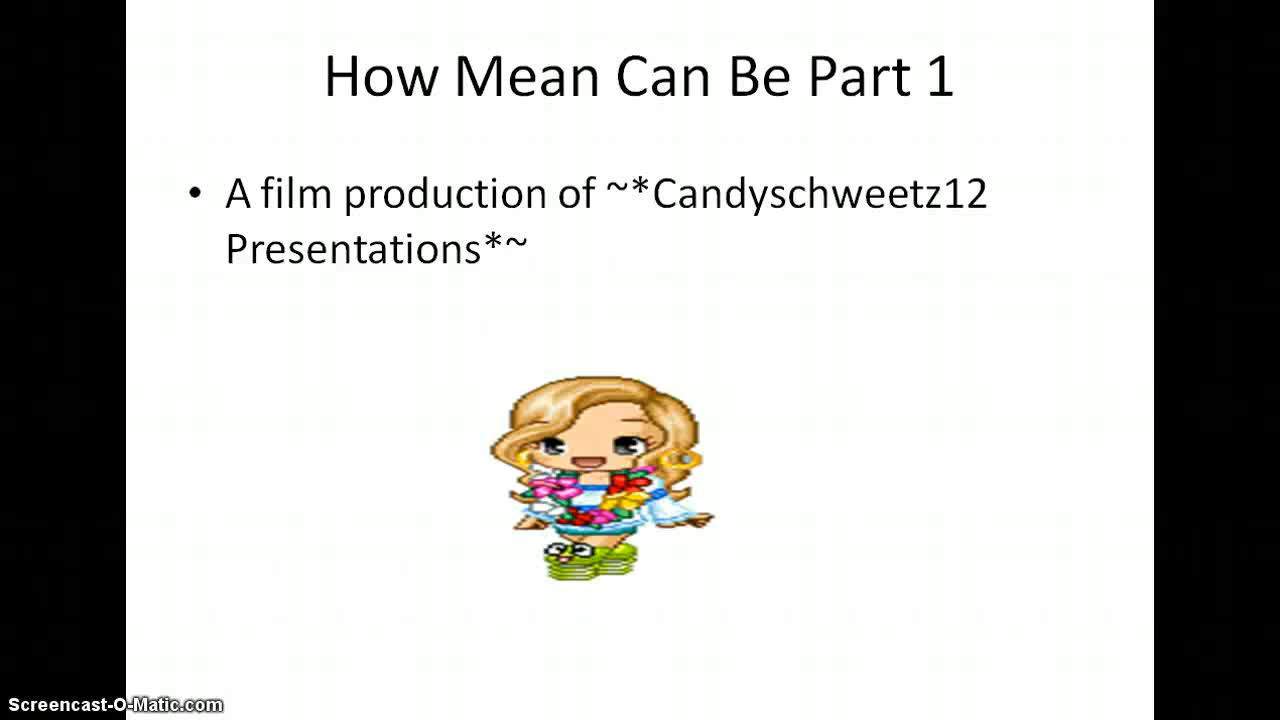 How Mean Can Be Part 1
• A film production of ~*Candyschweetz12
Presentations*~
Screencast-O-Matic.com